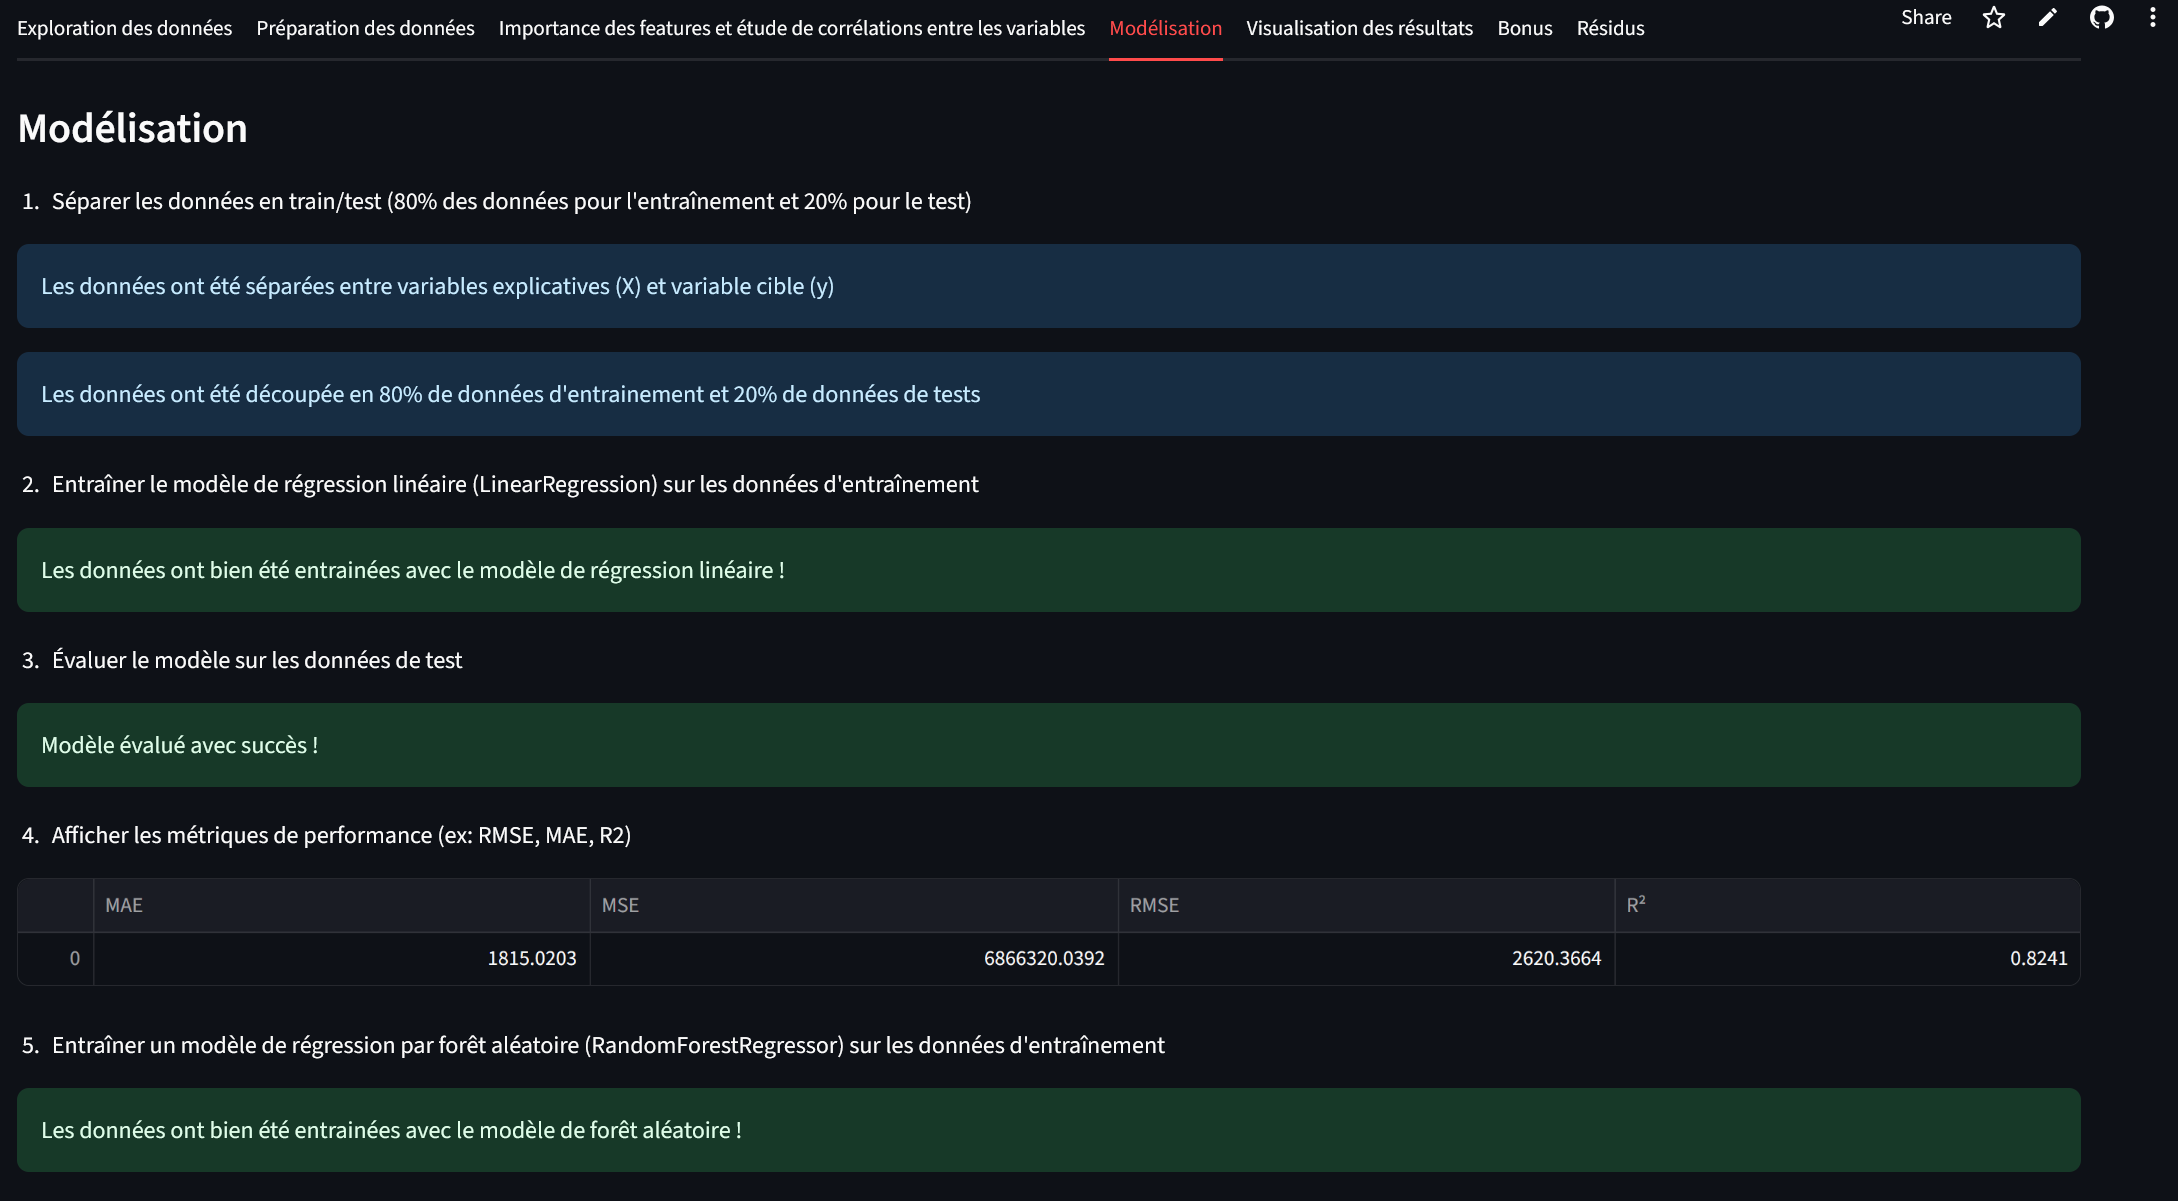 Exploration des données Préparation des données Importance des features et étude de corrélations entre les variables Modélisation Visualisation des résultats Bonus Résidus Share
Modélisation
1. Séparer les données en train/test (80% des données pour l'entraînement et 20% pour le test)
Les données ont été séparées entre variables explicatives (X) et variable cible (y)
Les données ont été découpée en 80% de données d'entrainement et 20% de données de tests
2. Entraîner le modèle de régression linéaire (LinearRegression) sur les données d'entraînement
Les données ont bien été entrainées avec le modèle de régression linéaire !
3. Évaluer le modèle sur les données de test
Modèle évalué avec succès !
4. Afficher les métriques de performance (ex: RMSE, MAE, R2)
MAE MSE RMSE R²
0 1815.0203 6866320.0392 2620.3664 0.8241
5. Entraîner un modèle de régression par forêt aléatoire (RandomForestRegressor) sur les données d'entraînement
Les données ont bien été entrainées avec le modèle de forêt aléatoire !